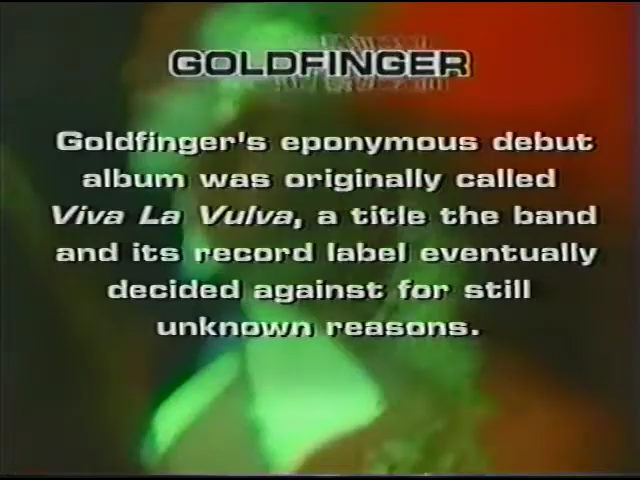 GOLDFINGER
Goldfinger's eponymous debut
album was originally called
Viva La Vulva, a title the band
and its record label eventually
decided against for still
unknown reasons.